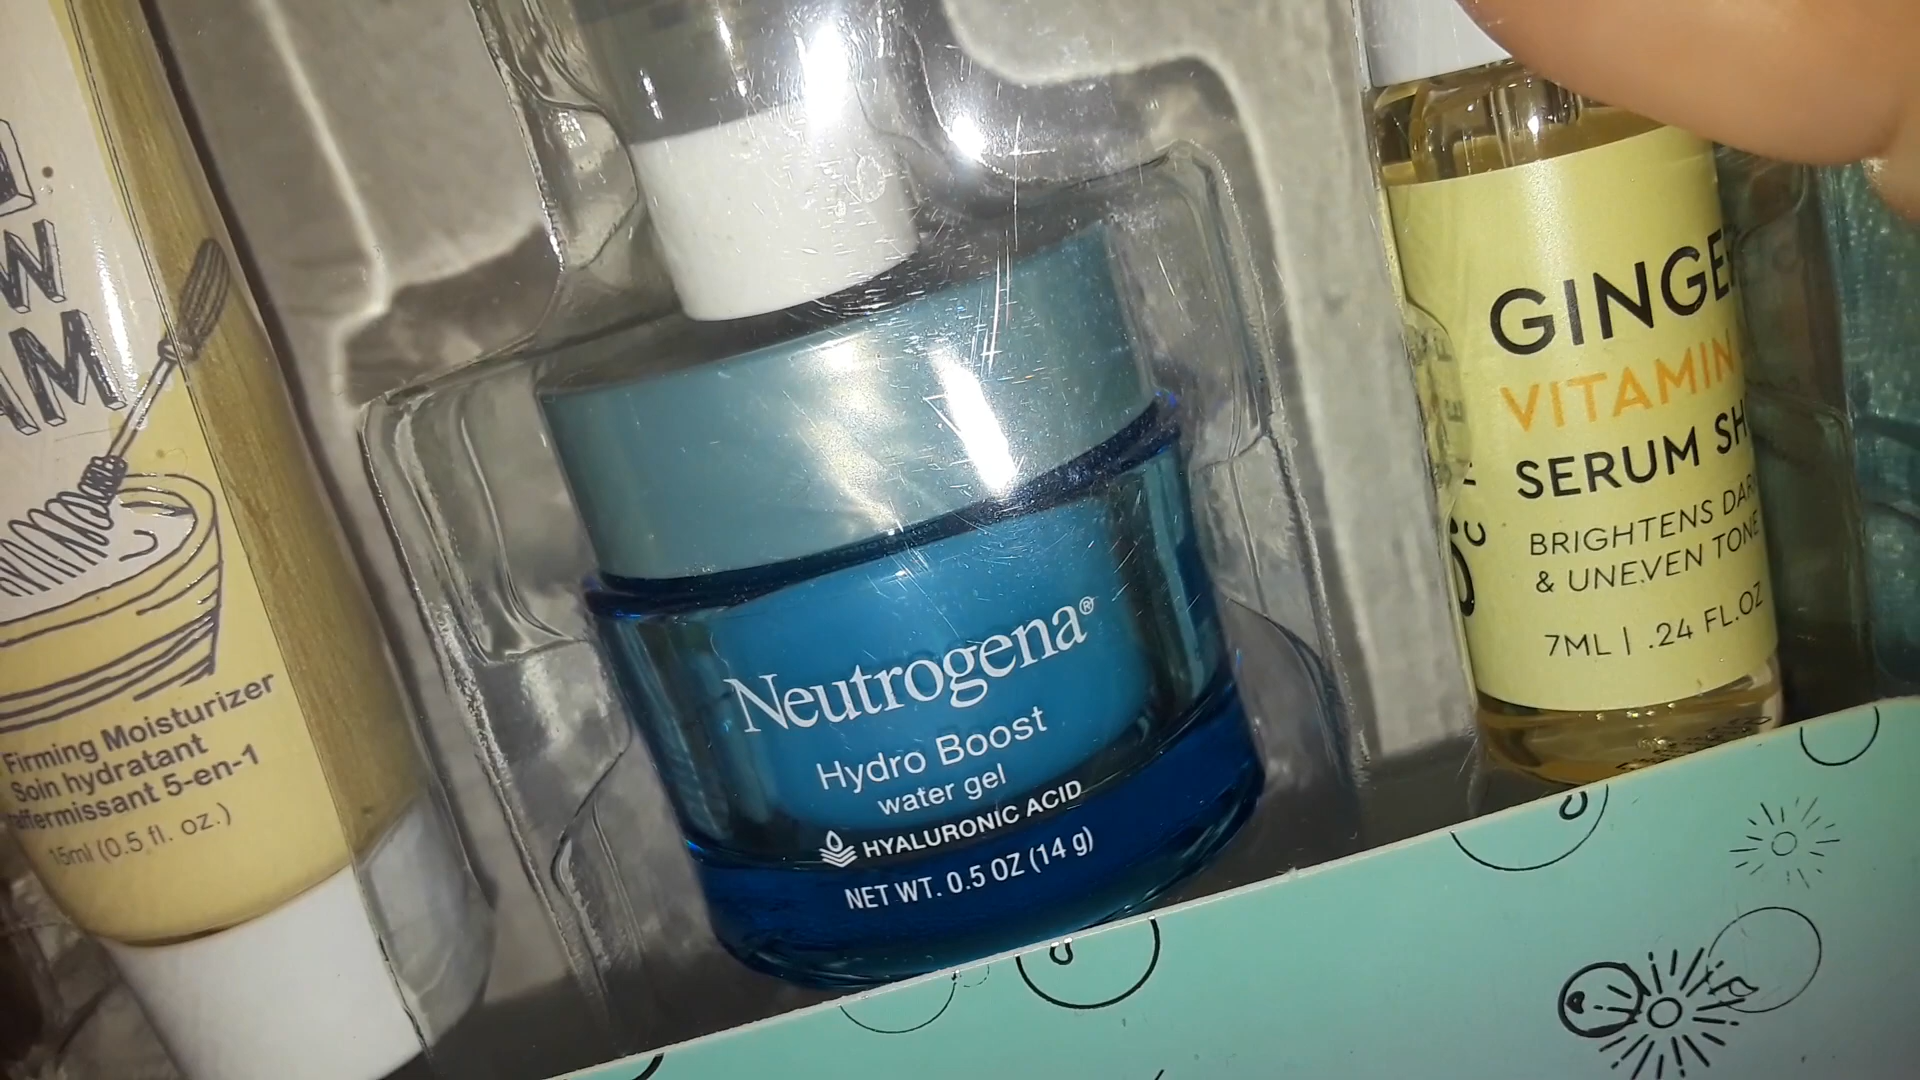 Firming Moisturizer
Soin hydratant
raffermissant 5-en-1
15ml (0.5 fl. oz.)
Neutrogena®
Hydro Boost
water gel
HYALURONIC ACID
NET WT. 0.5 OZ (14 g)
GINGE
VITAMIN
SERUM SH
BRIGHTENS DAR
& UNEVEN TONE
7ML | .24 FL.OZ